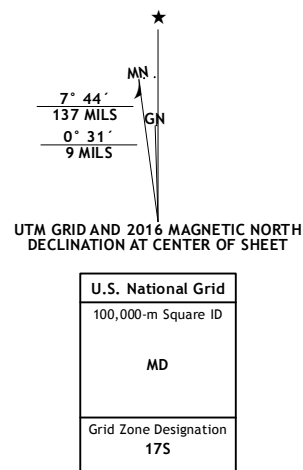 ★
MN
7° 44´
137 MILS
GN
0° 31´
9 MILS
UTM GRID AND 2016 MAGNETIC NORTH
DECLINATION AT CENTER OF SHEET
U.S. National Grid
100,000-m Square ID
MD
Grid Zone Designation
17S